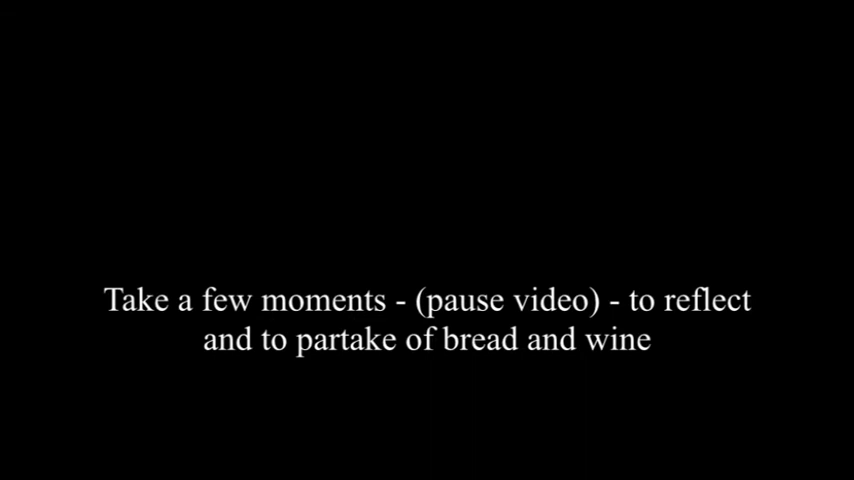 Take a few moments - (pause video) - to reflect
and to partake of bread and wine